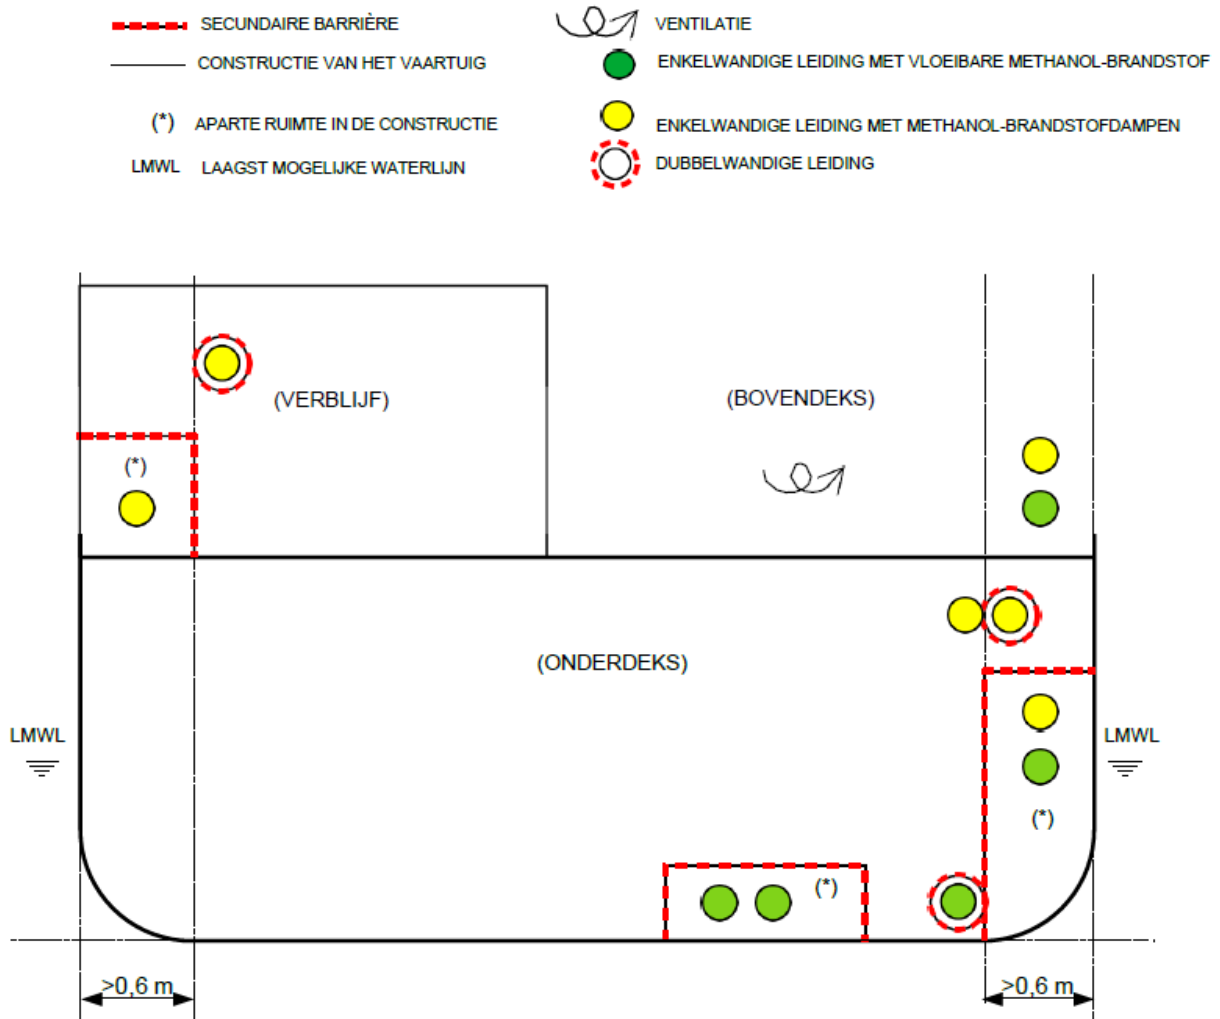 SECUNDAIRE BARRIÈRE
CONSTRUCTIE VAN HET VAARTUIG
(*) APARTE RUIMTE IN DE CONSTRUCTIE
LMWL LAAGST MOGELIJKE WATERLIJN
VENTILATIE
ENKELWANDIGE LEIDING MET VLOEIBARE METHANOL-BRANDSTOF
ENKELWANDIGE LEIDING MET METHANOL-BRANDSTOFDAMPEN
DUBBELWANDIGE LEIDING
(VERBLIJF)
(BOVENDEKS)
(*)
(ONDERDEKS)
LMWL
LMWL
(*)
(*)
>0,6 m
>0,6 m